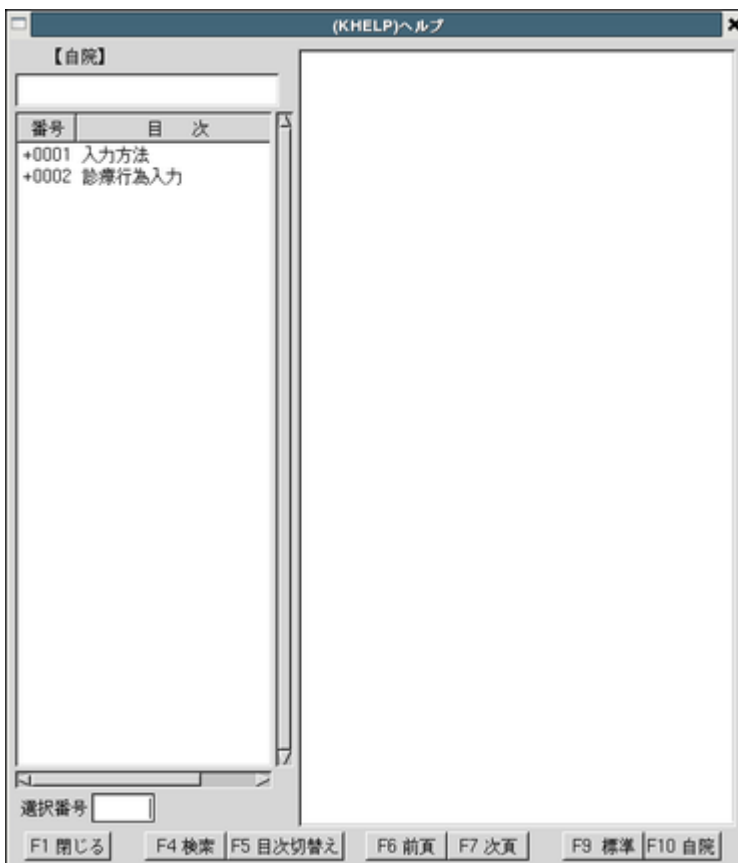 (KHELP)ヘルプ
【自院】
番号 目 次
+0001 入力方法
+0002 診療行為入力
選択番号
F1 閉じる F4 検索 F5 目次切替え F6 前頁 F7 次頁 F9 標準 F10 自院